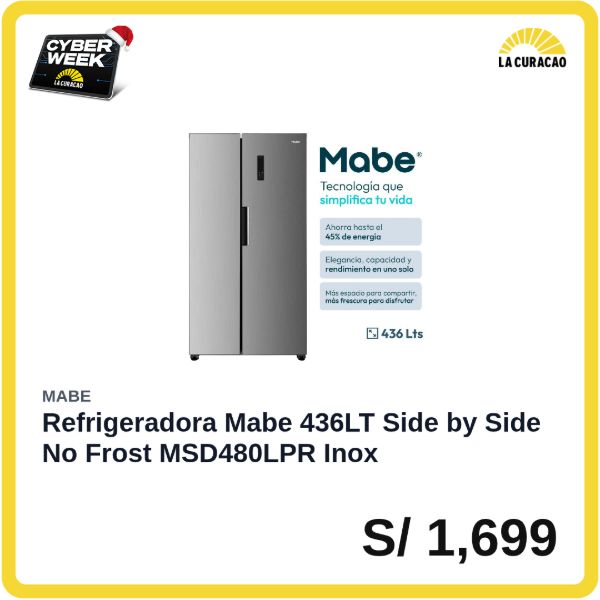 CYBER
WEEK
LA CURACAO
LA CURACAO
Mabe®
Tecnología que
simplifica tu vida
Ahorra hasta el
45% de energía
Elegancia, capacidad y
rendimiento en uno solo
Más espacio para compartir,
más frescura para disfrutar
436 Lts
MABE
Refrigeradora Mabe 436LT Side by Side
No Frost MSD480LPR Inox
S/ 1,699